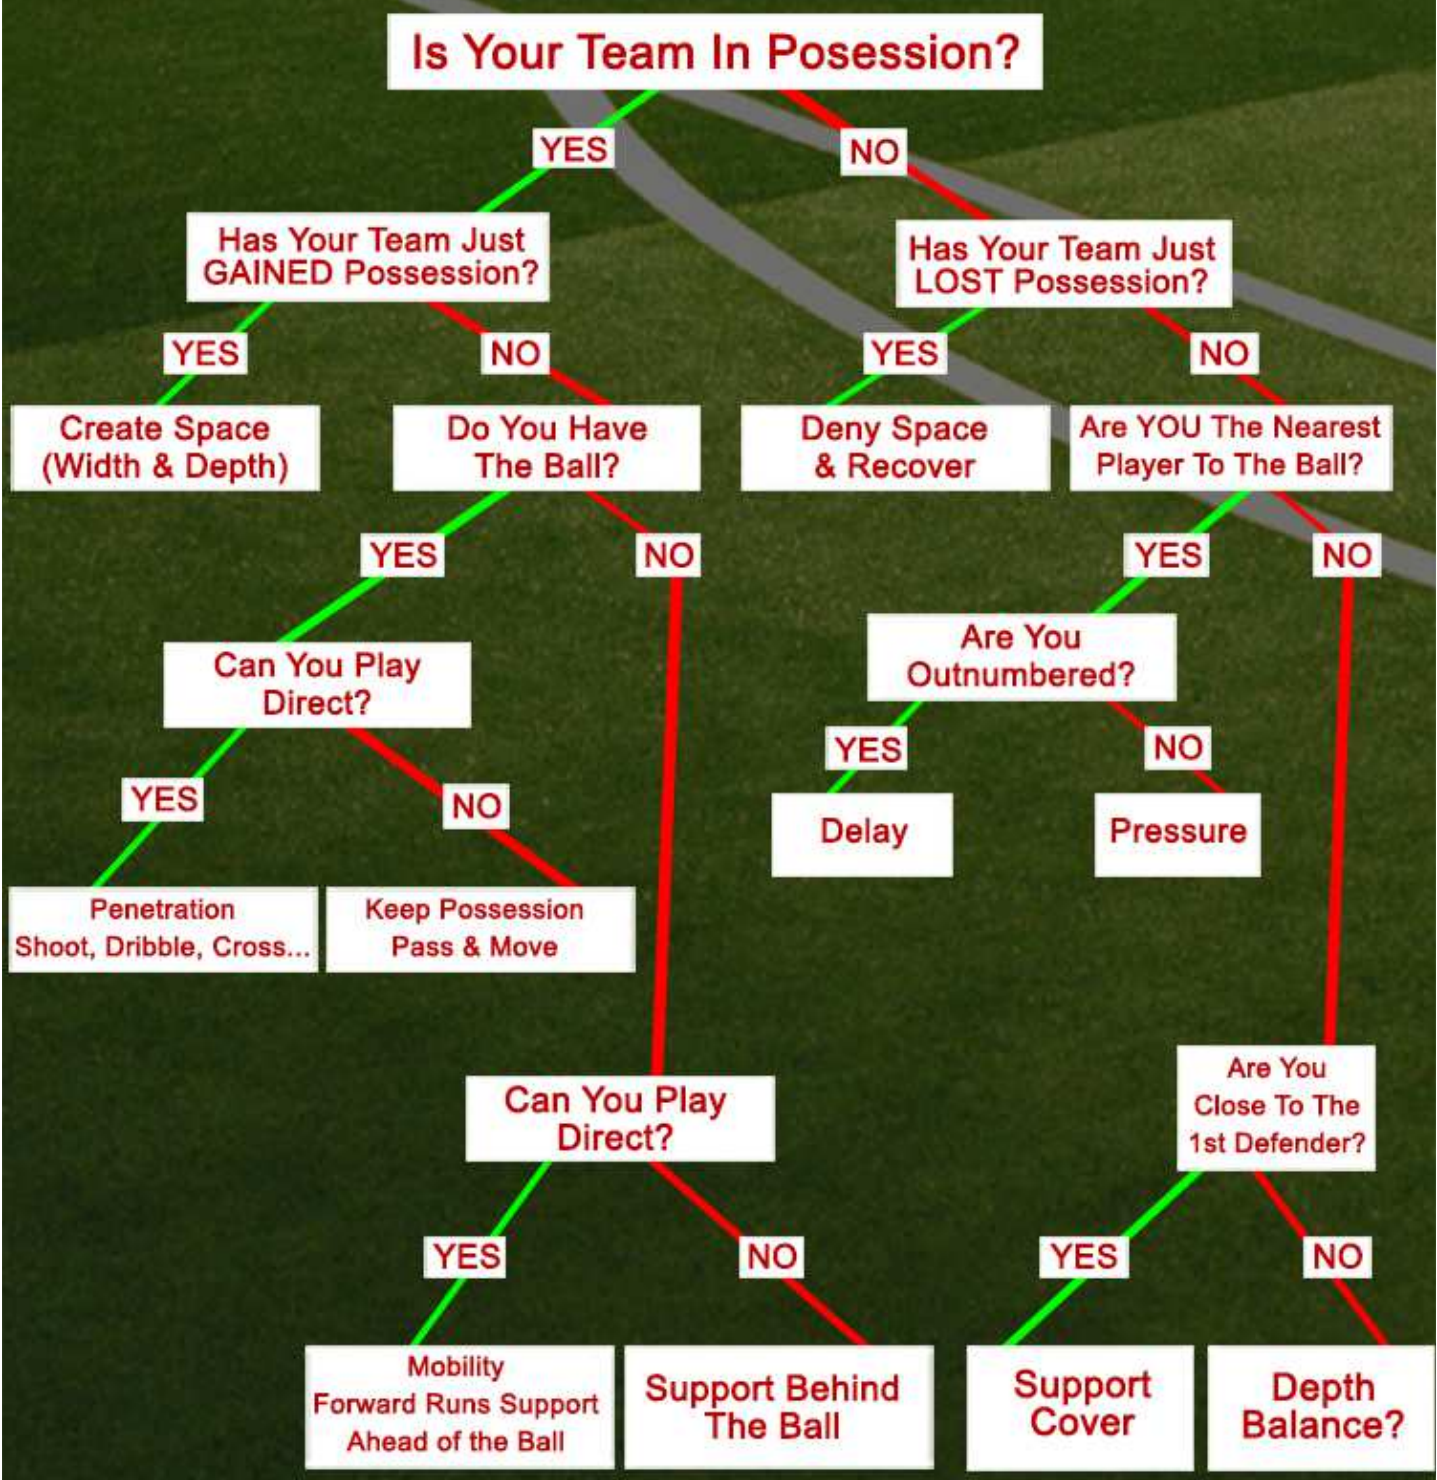 Is Your Team In Posession?
YES
NO
Has Your Team Just
GAINED Possession?
Has Your Team Just
LOST Possession?
YES
NO
YES
NO
Create Space
(Width & Depth)
Do You Have
The Ball?
Deny Space
& Recover
Are YOU The Nearest
Player To The Ball?
YES
NO
YES
NO
Can You Play
Direct?
Are You
Outnumbered?
YES
NO
YES
NO
Delay
Pressure
Penetration
Shoot, Dribble, Cross...
Keep Possession
Pass & Move
Can You Play
Direct?
Are You
Close To The
1st Defender?
YES
NO
YES
NO
Mobility
Forward Runs Support
Ahead of the Ball
Support Behind
The Ball
Support
Cover
Depth
Balance?